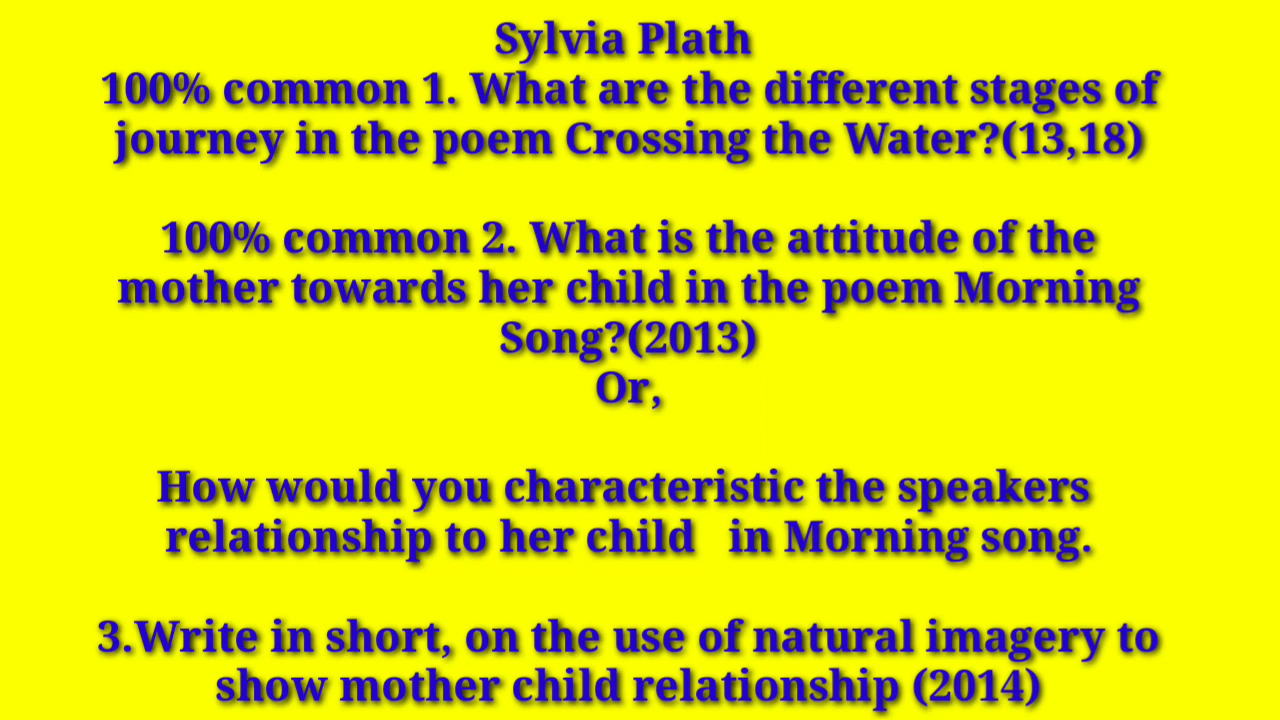 Sylvia Plath
100% common 1. What are the different stages of
journey in the poem Crossing the Water?(13,18)
100% common 2. What is the attitude of the
mother towards her child in the poem Morning
Song?(2013)
Or,
How would you characteristic the speakers
relationship to her child   in Morning song.
3.Write in short, on the use of natural imagery to
show mother child relationship (2014)